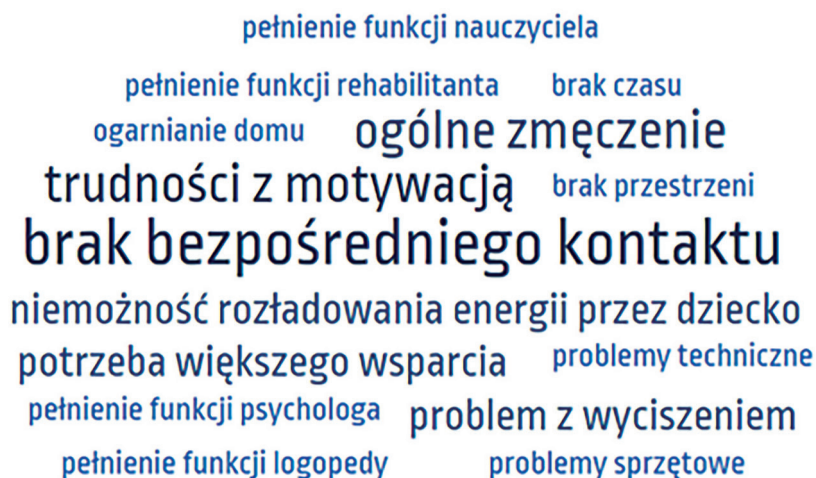 pełnienie funkcji nauczyciela
pełnienie funkcji rehabilitanta brak czasu
ogarnianie domu ogólne zmęczenie
trudności z motywacją brak przestrzeni
brak bezpośredniego kontaktu
niemożność rozładowania energii przez dziecko
potrzeba większego wsparcia problemy techniczne
pełnienie funkcji psychologa problem z wyciszeniem
pełnienie funkcji logopedy problemy sprzętowe